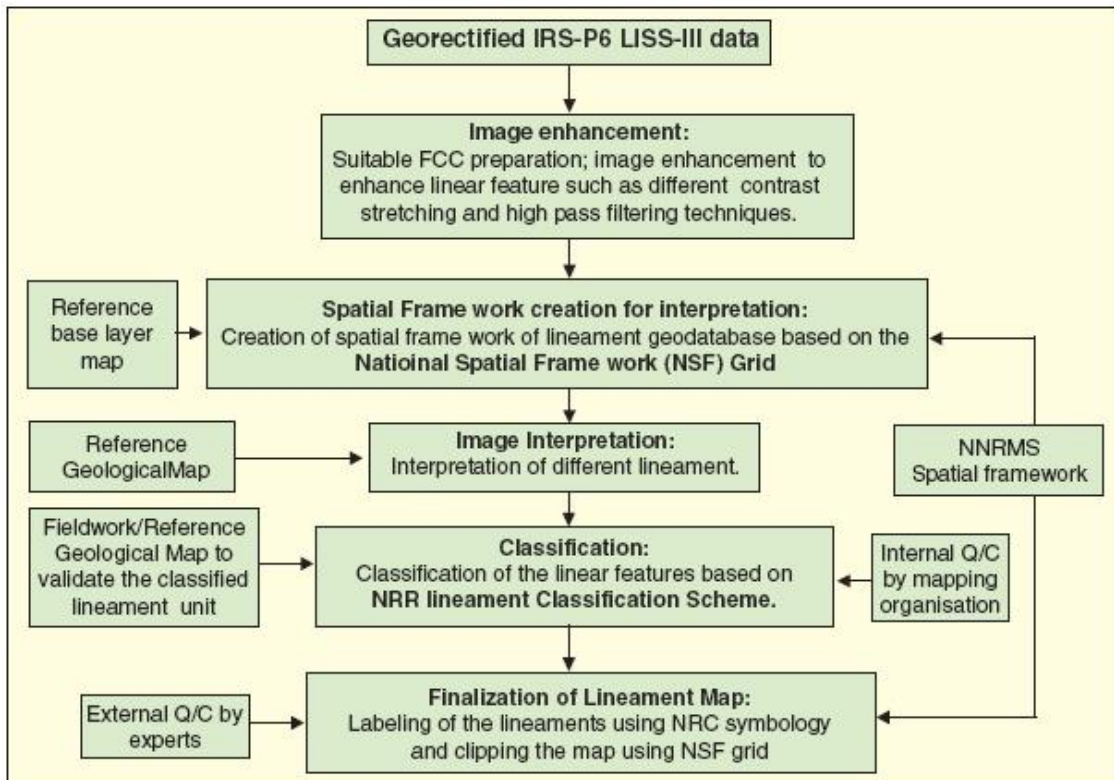 Georectified IRS-P6 LISS-III data
Image enhancement:
Suitable FCC preparation; image enhancement to
enhance linear feature such as different contrast
stretching and high pass filtering techniques.
Reference
base layer
map
Spatial Frame work creation for interpretation:
Creation of spatial frame work of lineament geodatabase based on the
Natioinal Spatial Frame work (NSF) Grid
Reference
GeologicalMap
Image Interpretation:
Interpretation of different lineament.
NNRMS
Spatial framework
Fieldwork/Reference
Geological Map to
validate the classified
lineament unit
Classification:
Classification of the linear features based on
NRR lineament Classification Scheme.
Internal Q/C
by mapping
organisation
External Q/C by
experts
Finalization of Lineament Map:
Labeling of the lineaments using NRC symbology
and clipping the map using NSF grid